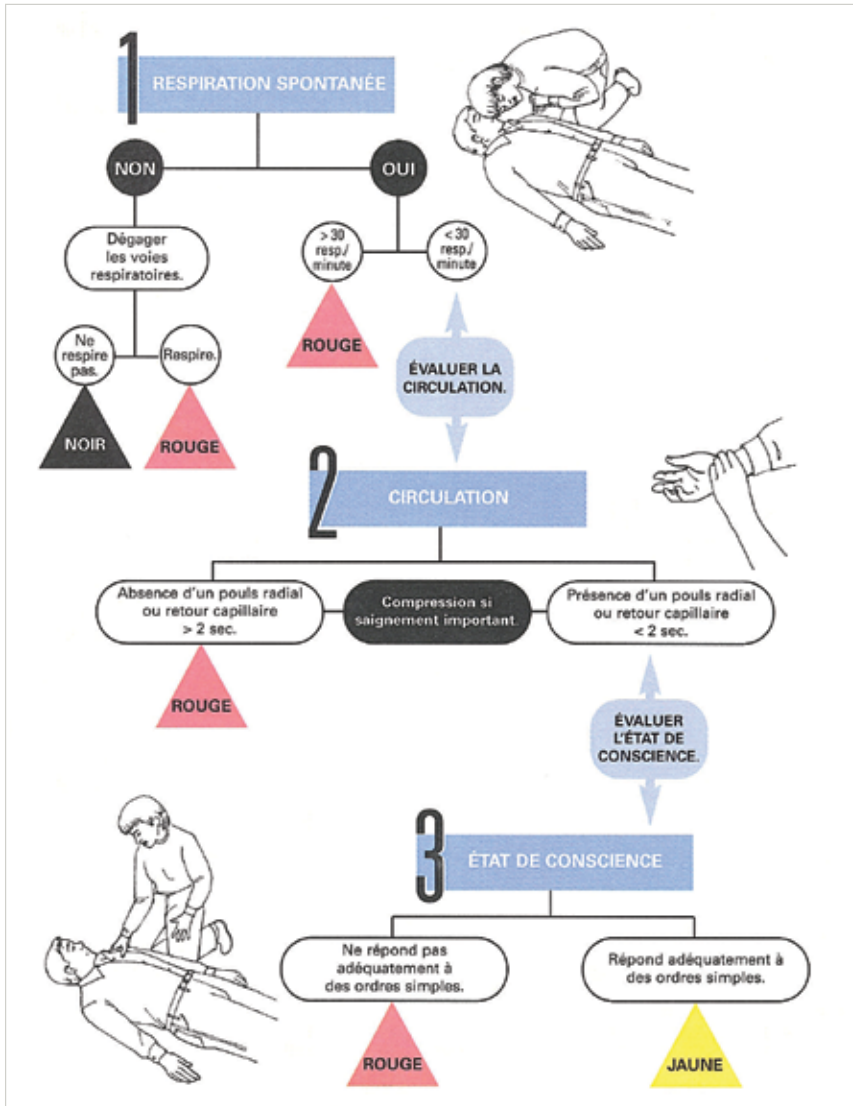 1
RESPIRATION SPONTANÉE
NON
OUI
Dégager
les voies
respiratoires.
> 30
resp./
minute
< 30
resp./
minute
Ne
respire
pas.
Respire.
ROUGE
NOIR
ROUGE
ÉVALUER LA
CIRCULATION.
2
CIRCULATION
Absence d'un pouls radial
ou retour capillaire
> 2 sec.
Compression si
saignement important.
Présence d'un pouls radial
ou retour capillaire
< 2 sec.
ROUGE
ÉVALUER
L'ÉTAT DE
CONSCIENCE.
3
ÉTAT DE CONSCIENCE
Ne répond pas
adéquatement à
des ordres simples.
Répond adéquatement à
des ordres simples.
ROUGE
JAUNE